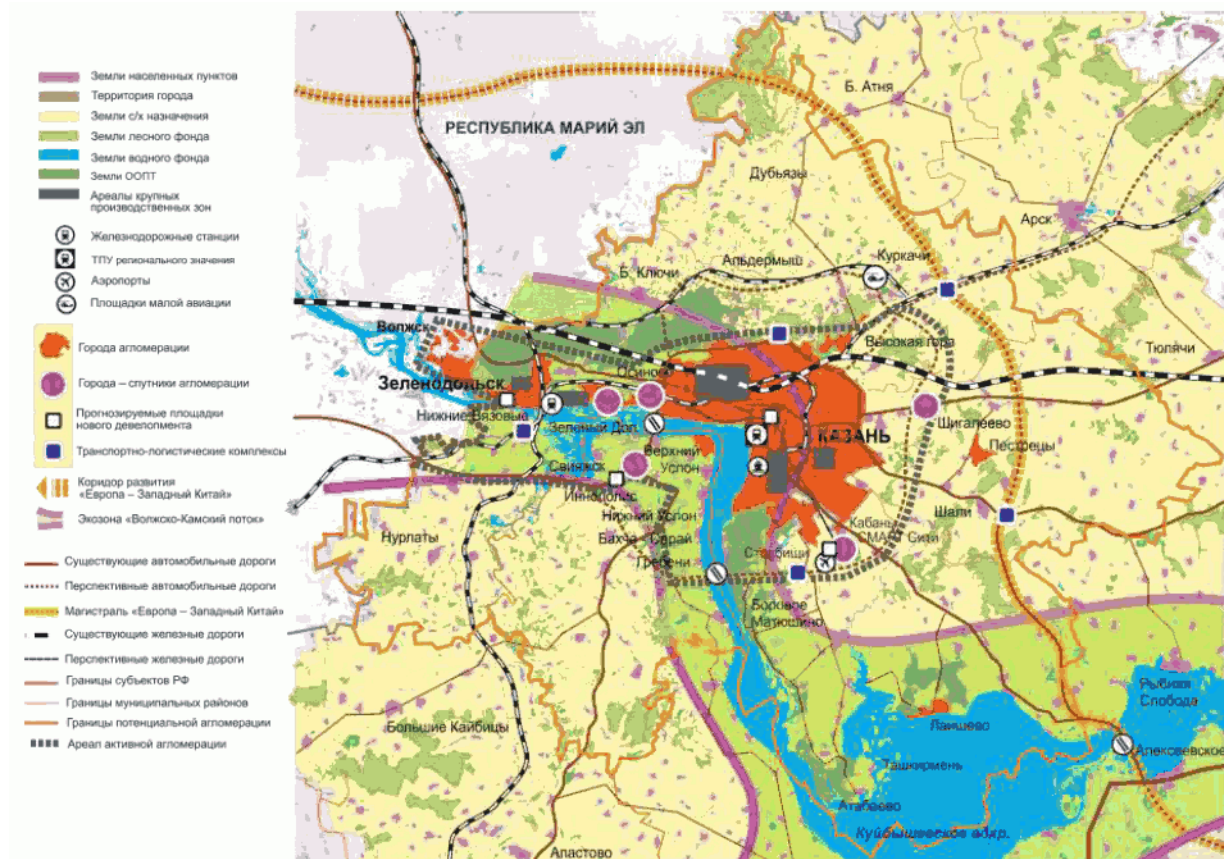 Земли населенных пунктов
Территория города
Земли с/х назначения
Земли лесного фонда
Земли водного фонда
Земли ООПТ
Ареалы крупных
производственных зон
Железнодорожные станции
ТПУ регионального значения
Аэропорты
Площадки малой авиации
Города агломерации
Города – спутники агломерации
Прогнозируемые площадки
нового девелопмента
Транспортно-логистические комплексы
Коридор развития
«Европа – Западный Китай»
Экозона «Волжско-Камский поток»
Существующие автомобильные дороги
Перспективные автомобильные дороги
Магистраль «Европа – Западный Китай»
Существующие железные дороги
Перспективные железные дороги
Границы субъектов РФ
Границы муниципальных районов
Границы потенциальной агломерации
Ареал активной агломерации
РЕСПУБЛИКА МАРИЙ ЭЛ
Б. Атня
Дубъязы
Арск
Куркачи
Альдермыш
Б. Ключи
Волжск
Высокая гора
Тюлячи
Осиново
Зеленодольск
Нижние Вязовые
Зеленый Дол
Шигалеево
КАЗАНЬ
Пестрецы
Верхний
Услон
Свияжск
Иннополис
Нижний Услон
Шали
Кабаны
СМАРТ Сити
Нурлаты
Бахча - Сарай
Гребени
Столбищи
Боровое
Матюшино
Рыбная
Слобода
Большие Кайбицы
Лаишево
Алексеевское
Ташкирмень
Атабаево
Куйбышевское вдхр.
Апастово